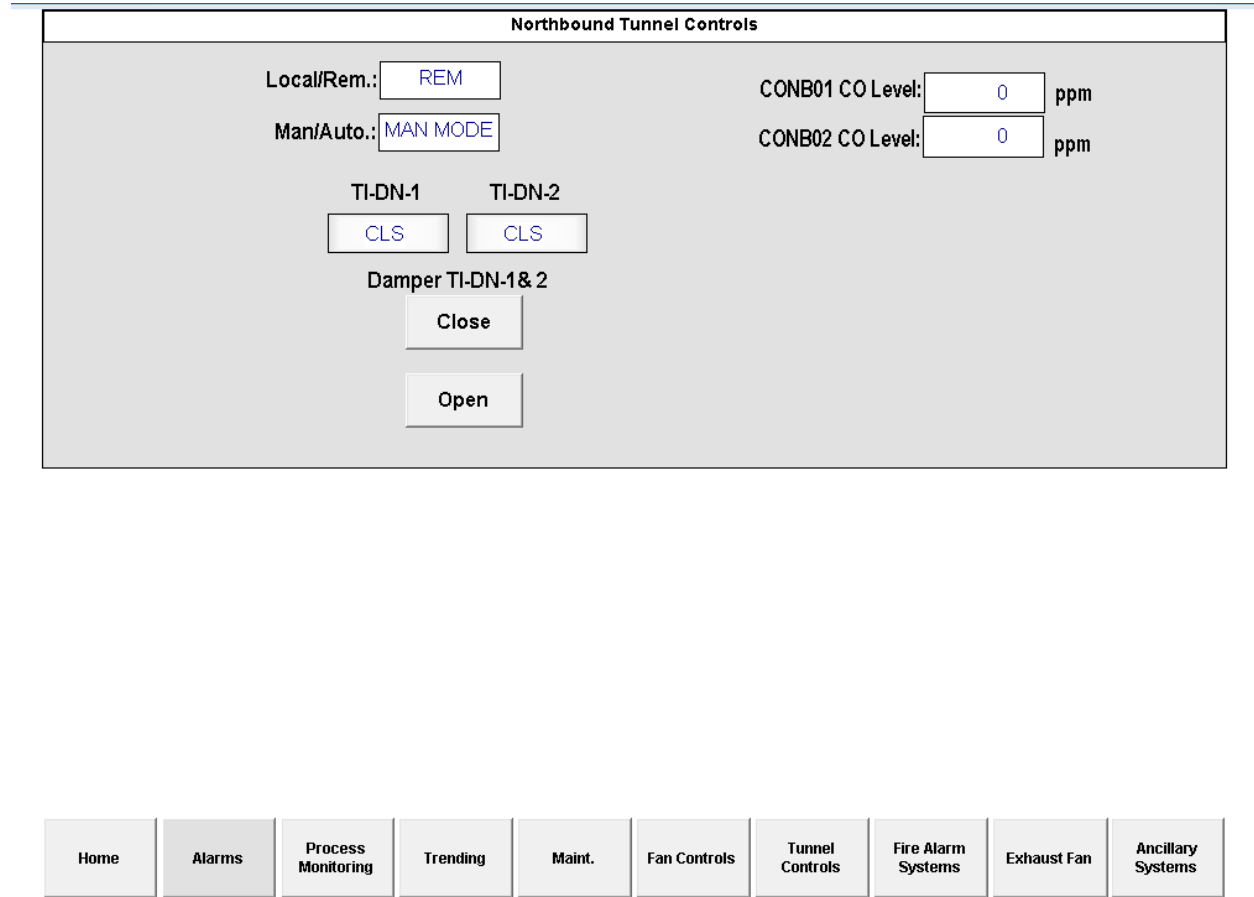 Northbound Tunnel Controls
Local/Rem.: REM
CONB01 CO Level: 0 ppm
Man/Auto.: MAN MODE
CONB02 CO Level: 0 ppm
TI-DN-1 TI-DN-2
CLS CLS
Damper TI-DN-1& 2
Close
Open
Home
Alarms
Process
Monitoring
Trending
Maint.
Fan Controls
Tunnel
Controls
Fire Alarm
Systems
Exhaust Fan
Ancillary
Systems